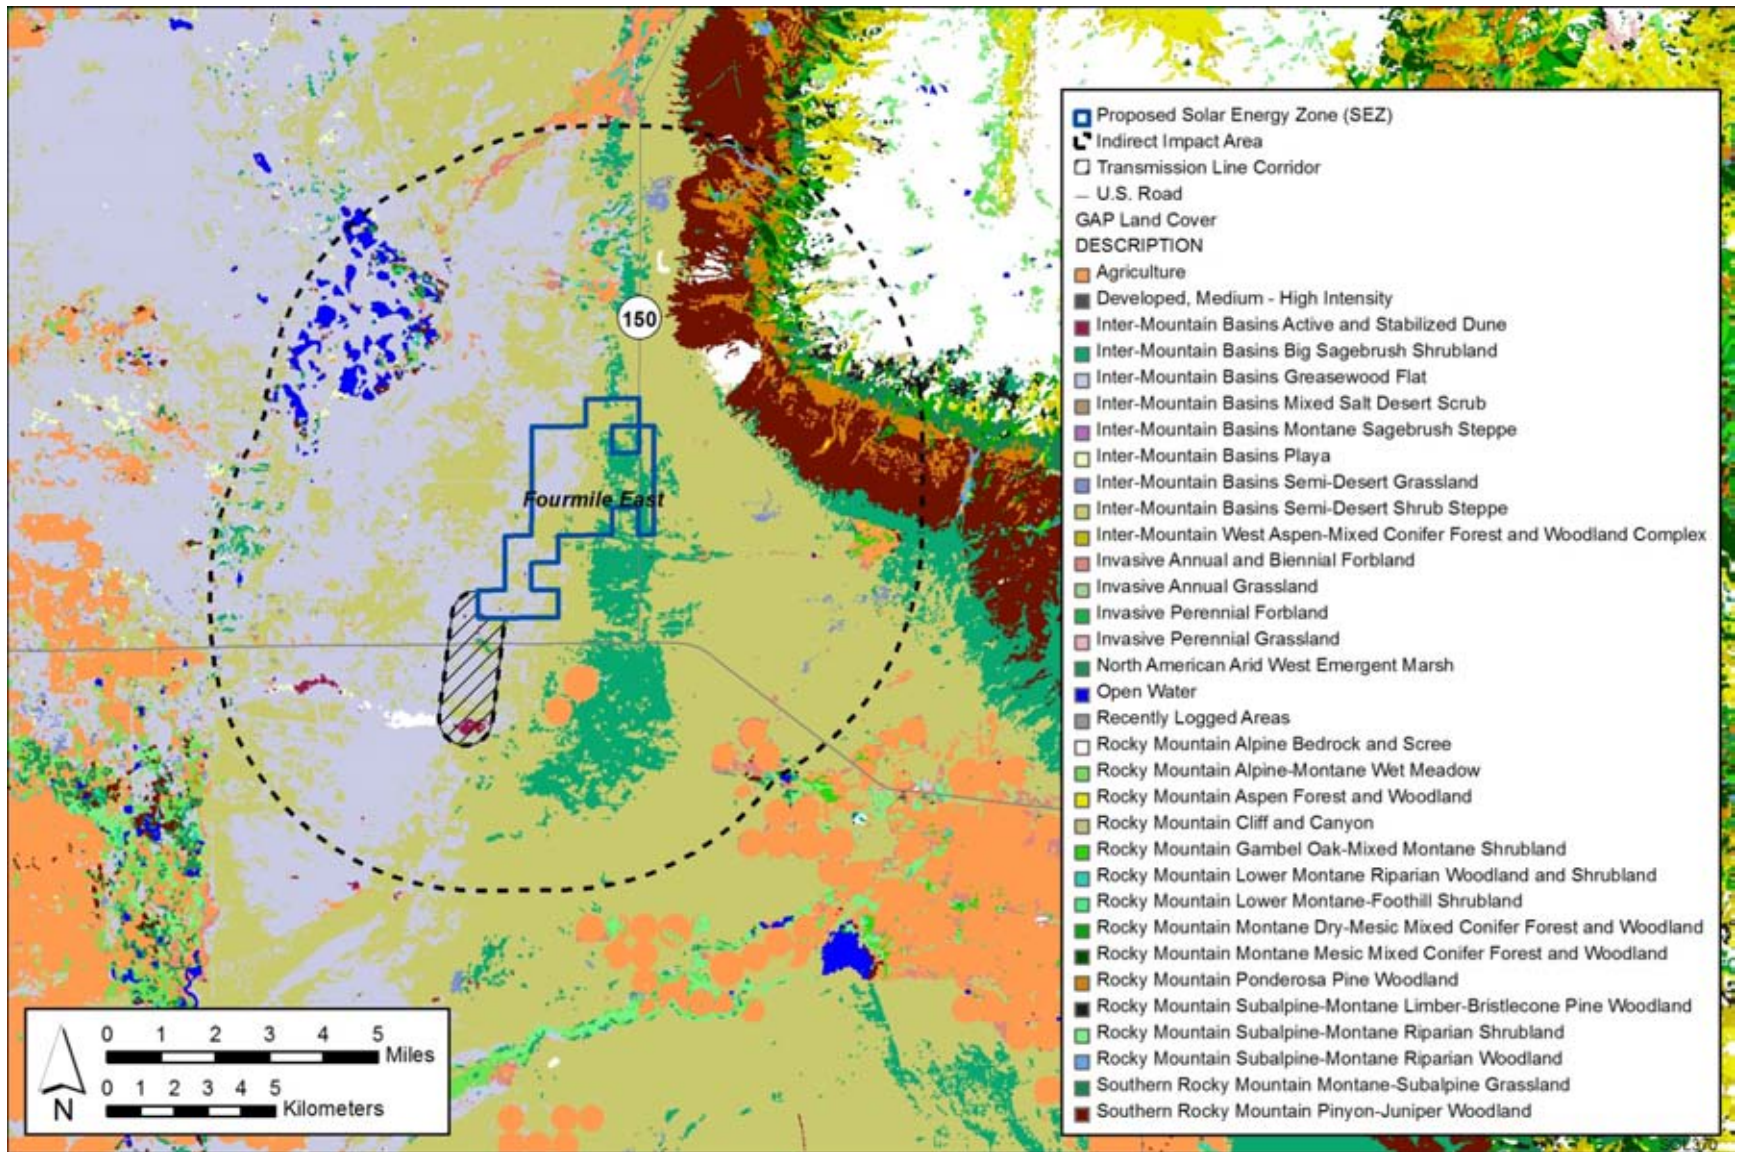 Proposed Solar Energy Zone (SEZ)
Indirect Impact Area
Transmission Line Corridor
U.S. Road
GAP Land Cover
DESCRIPTION
Agriculture
Developed, Medium - High Intensity
Inter-Mountain Basins Active and Stabilized Dune
Inter-Mountain Basins Big Sagebrush Shrubland
Inter-Mountain Basins Greasewood Flat
Inter-Mountain Basins Mixed Salt Desert Scrub
Inter-Mountain Basins Montane Sagebrush Steppe
Inter-Mountain Basins Playa
Inter-Mountain Basins Semi-Desert Grassland
Inter-Mountain Basins Semi-Desert Shrub Steppe
Inter-Mountain West Aspen-Mixed Conifer Forest and Woodland Complex
Invasive Annual and Biennial Forbland
Invasive Annual Grassland
Invasive Perennial Forbland
Invasive Perennial Grassland
North American Arid West Emergent Marsh
Open Water
Recently Logged Areas
Rocky Mountain Alpine Bedrock and Scree
Rocky Mountain Alpine-Montane Wet Meadow
Rocky Mountain Aspen Forest and Woodland
Rocky Mountain Cliff and Canyon
Rocky Mountain Gambel Oak-Mixed Montane Shrubland
Rocky Mountain Lower Montane Riparian Woodland and Shrubland
Rocky Mountain Lower Montane-Foothill Shrubland
Rocky Mountain Montane Dry-Mesic Mixed Conifer Forest and Woodland
Rocky Mountain Montane Mesic Mixed Conifer Forest and Woodland
Rocky Mountain Ponderosa Pine Woodland
Rocky Mountain Subalpine-Montane Limber-Bristlecone Pine Woodland
Rocky Mountain Subalpine-Montane Riparian Shrubland
Rocky Mountain Subalpine-Montane Riparian Woodland
Southern Rocky Mountain Montane-Subalpine Grassland
Southern Rocky Mountain Pinyon-Juniper Woodland
150
Fourmile East
0 1 2 3 4 5
Miles
0 1 2 3 4 5
Kilometers
N
SOL370